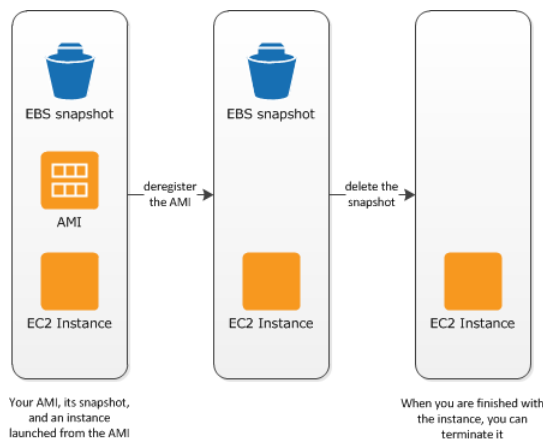 EBS snapshot
AMI
EC2 Instance
deregister
the AMI
EBS snapshot
EC2 Instance
delete the
snapshot
EC2 Instance
Your AMI, its snapshot,
and an instance
launched from the AMI
When you are finished with
the instance, you can
terminate it